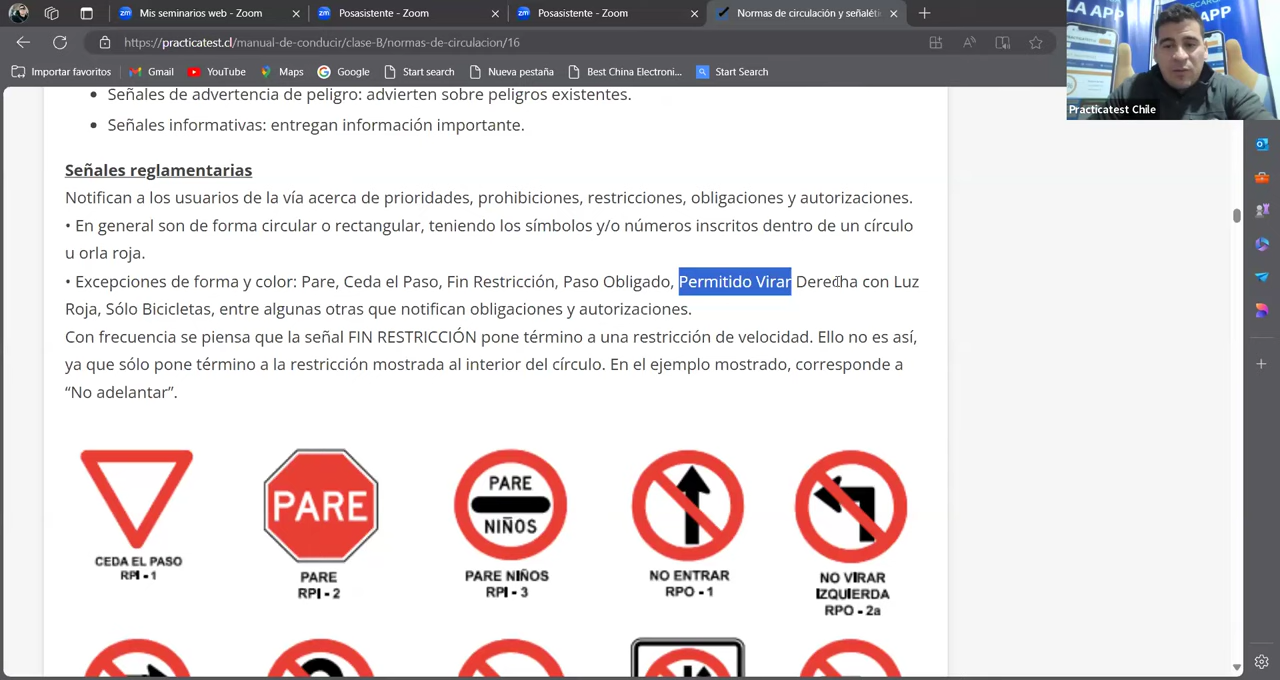 Mis seminarios web - Zoom
Posasistente - Zoom
Posasistente - Zoom
Normas de circulación y señaléti
https://practicatest.cl/manual-de-conducir/clase-B/normas-de-circulacion/16
Importar favoritos
Gmail
YouTube
Maps
Google
Start search
Nueva pestaña
Best China Electroni...
Start Search
APP
Practicatest Chile
• Señales de advertencia de peligro: advierten sobre peligros existentes.
• Señales informativas: entregan información importante.
Señales reglamentarias
Notifican a los usuarios de la vía acerca de prioridades, prohibiciones, restricciones, obligaciones y autorizaciones.
• En general son de forma circular o rectangular, teniendo los símbolos y/o números inscritos dentro de un círculo
u orla roja.
• Excepciones de forma y color: Pare, Ceda el Paso, Fin Restricción, Paso Obligado, Permitido Virar Derecha con Luz
Roja, Sólo Bicicletas, entre algunas otras que notifican obligaciones y autorizaciones.
Con frecuencia se piensa que la señal FIN RESTRICCIÓN pone término a una restricción de velocidad. Ello no es así,
ya que sólo pone término a la restricción mostrada al interior del círculo. En el ejemplo mostrado, corresponde a
“No adelantar”.
PARE
PARE
NIÑOS
CEDA EL PASO
RPI - 1
PARE
RPI - 2
PARE NIÑOS
RPI - 3
NO ENTRAR
RPO - 1
NO VIRAR
IZQUIERDA
RPO - 2a